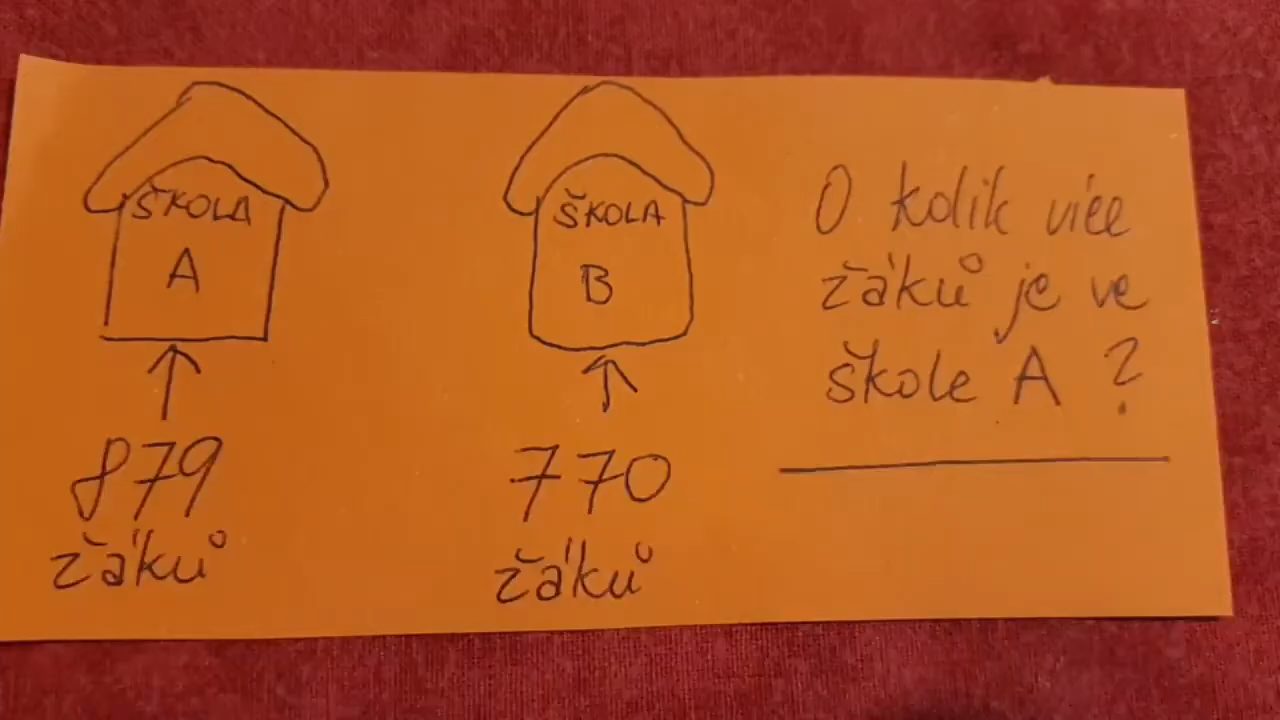 ŠKOLA
A
879
žáků
ŠKOLA
B
770
žáků
O kolik více
žáků je ve
škole A ?